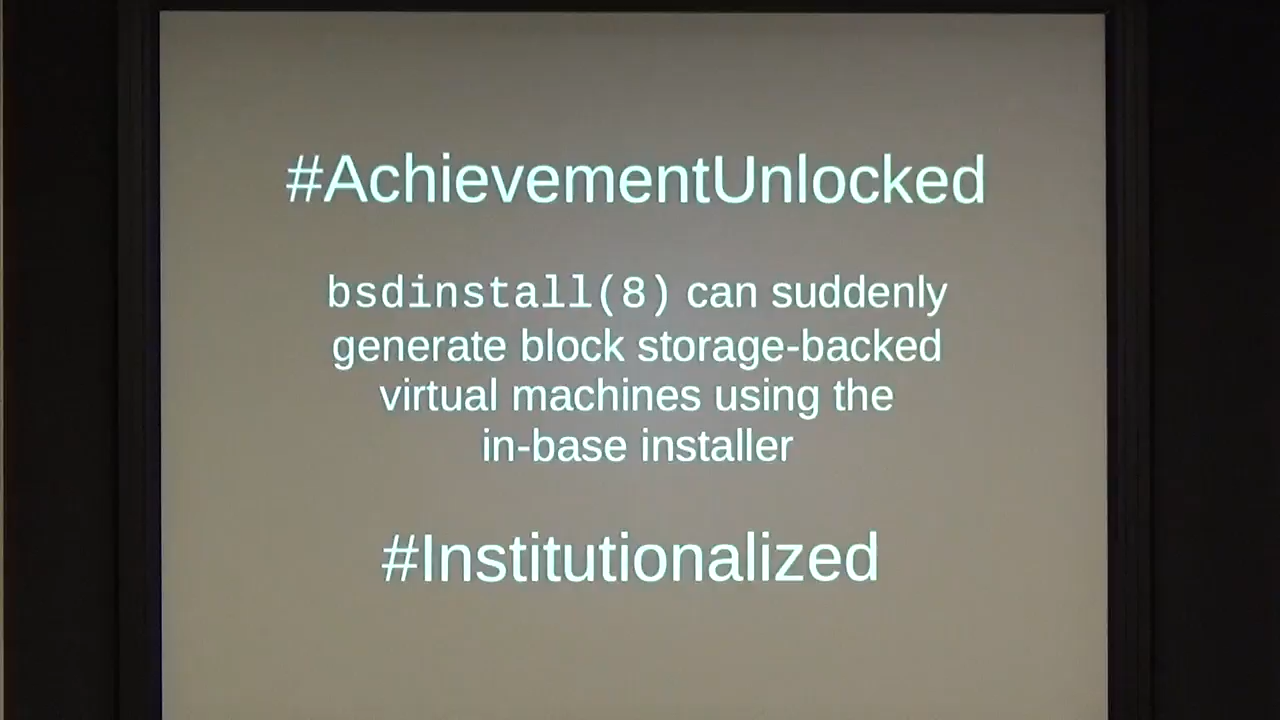 #AchievementUnlocked
bsdinstall(8) can suddenly
generate block storage-backed
virtual machines using the
in-base installer
#Institutionalized